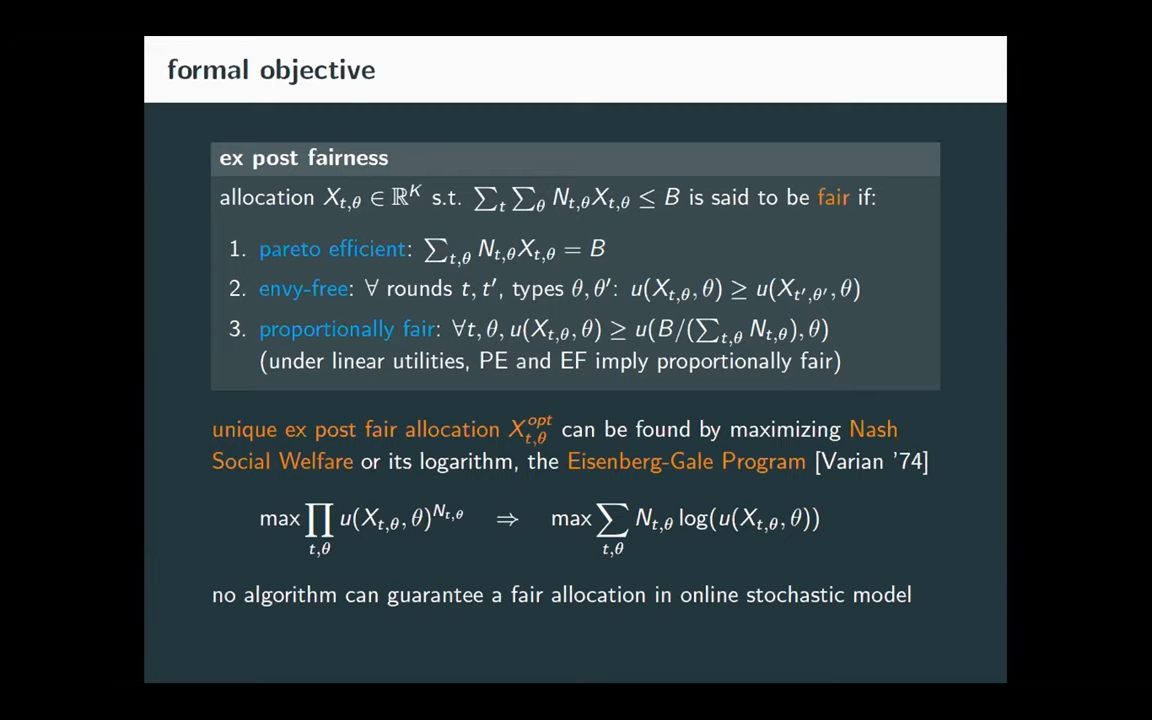 formal objective
ex post fairness
allocation X_{t,θ} ∈ ℝ^K s.t. ∑_t ∑_θ N_{t,θ}X_{t,θ} ≤ B is said to be fair if:
1. pareto efficient: ∑_{t,θ} N_{t,θ}X_{t,θ} = B
2. envy-free: ∀ rounds t, t′, types θ, θ′: u(X_{t,θ}, θ) ≥ u(X_{t′,θ′}, θ)
3. proportionally fair: ∀t, θ, u(X_{t,θ}, θ) ≥ u(B/(∑_{t,θ} N_{t,θ}), θ)
(under linear utilities, PE and EF imply proportionally fair)
unique ex post fair allocation X^{opt}_{t,θ} can be found by maximizing Nash
Social Welfare or its logarithm, the Eisenberg-Gale Program [Varian '74]
max ∏_{t,θ} u(X_{t,θ}, θ)^{N_{t,θ}} ⇒ max ∑_{t,θ} N_{t,θ} log(u(X_{t,θ}, θ))
no algorithm can guarantee a fair allocation in online stochastic model